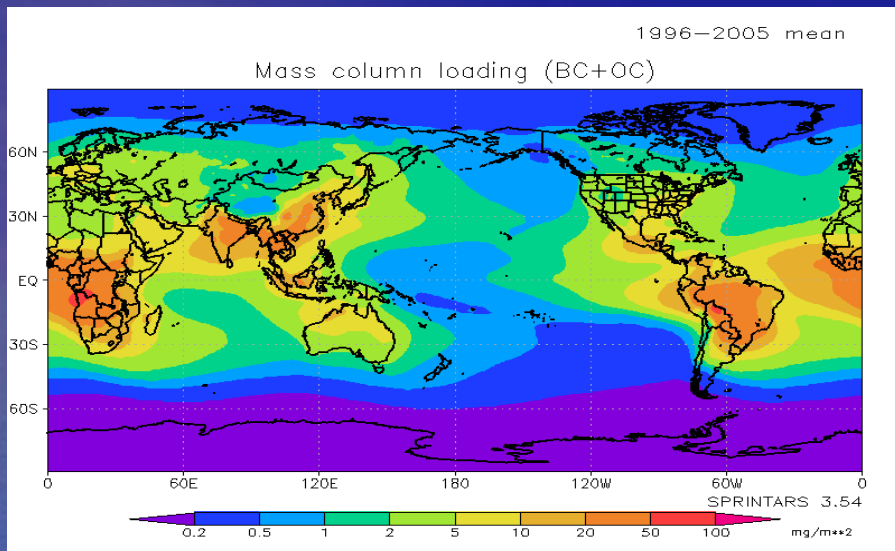 1996-2005 mean
Mass column loading (BC+OC)
60N
30N
EQ
30S
60S
0 60E 120E 180 120W 60W 0
SPRINTARS 3.54
0.2 0.5 1 2 5 10 20 50 100 mg/m**2